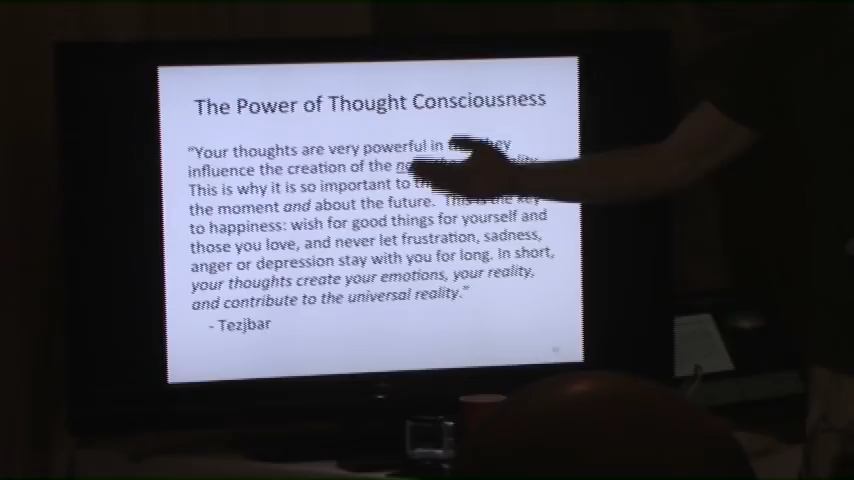 The Power of Thought Consciousness
“Your thoughts are very powerful in they
influence the creation of the
This is why it is so important to
the moment and about the future. This is the key
to happiness: wish for good things for yourself and
those you love, and never let frustration, sadness,
anger or depression stay with you for long. In short,
your thoughts create your emotions, your reality,
and contribute to the universal reality.”
- Tezjbar